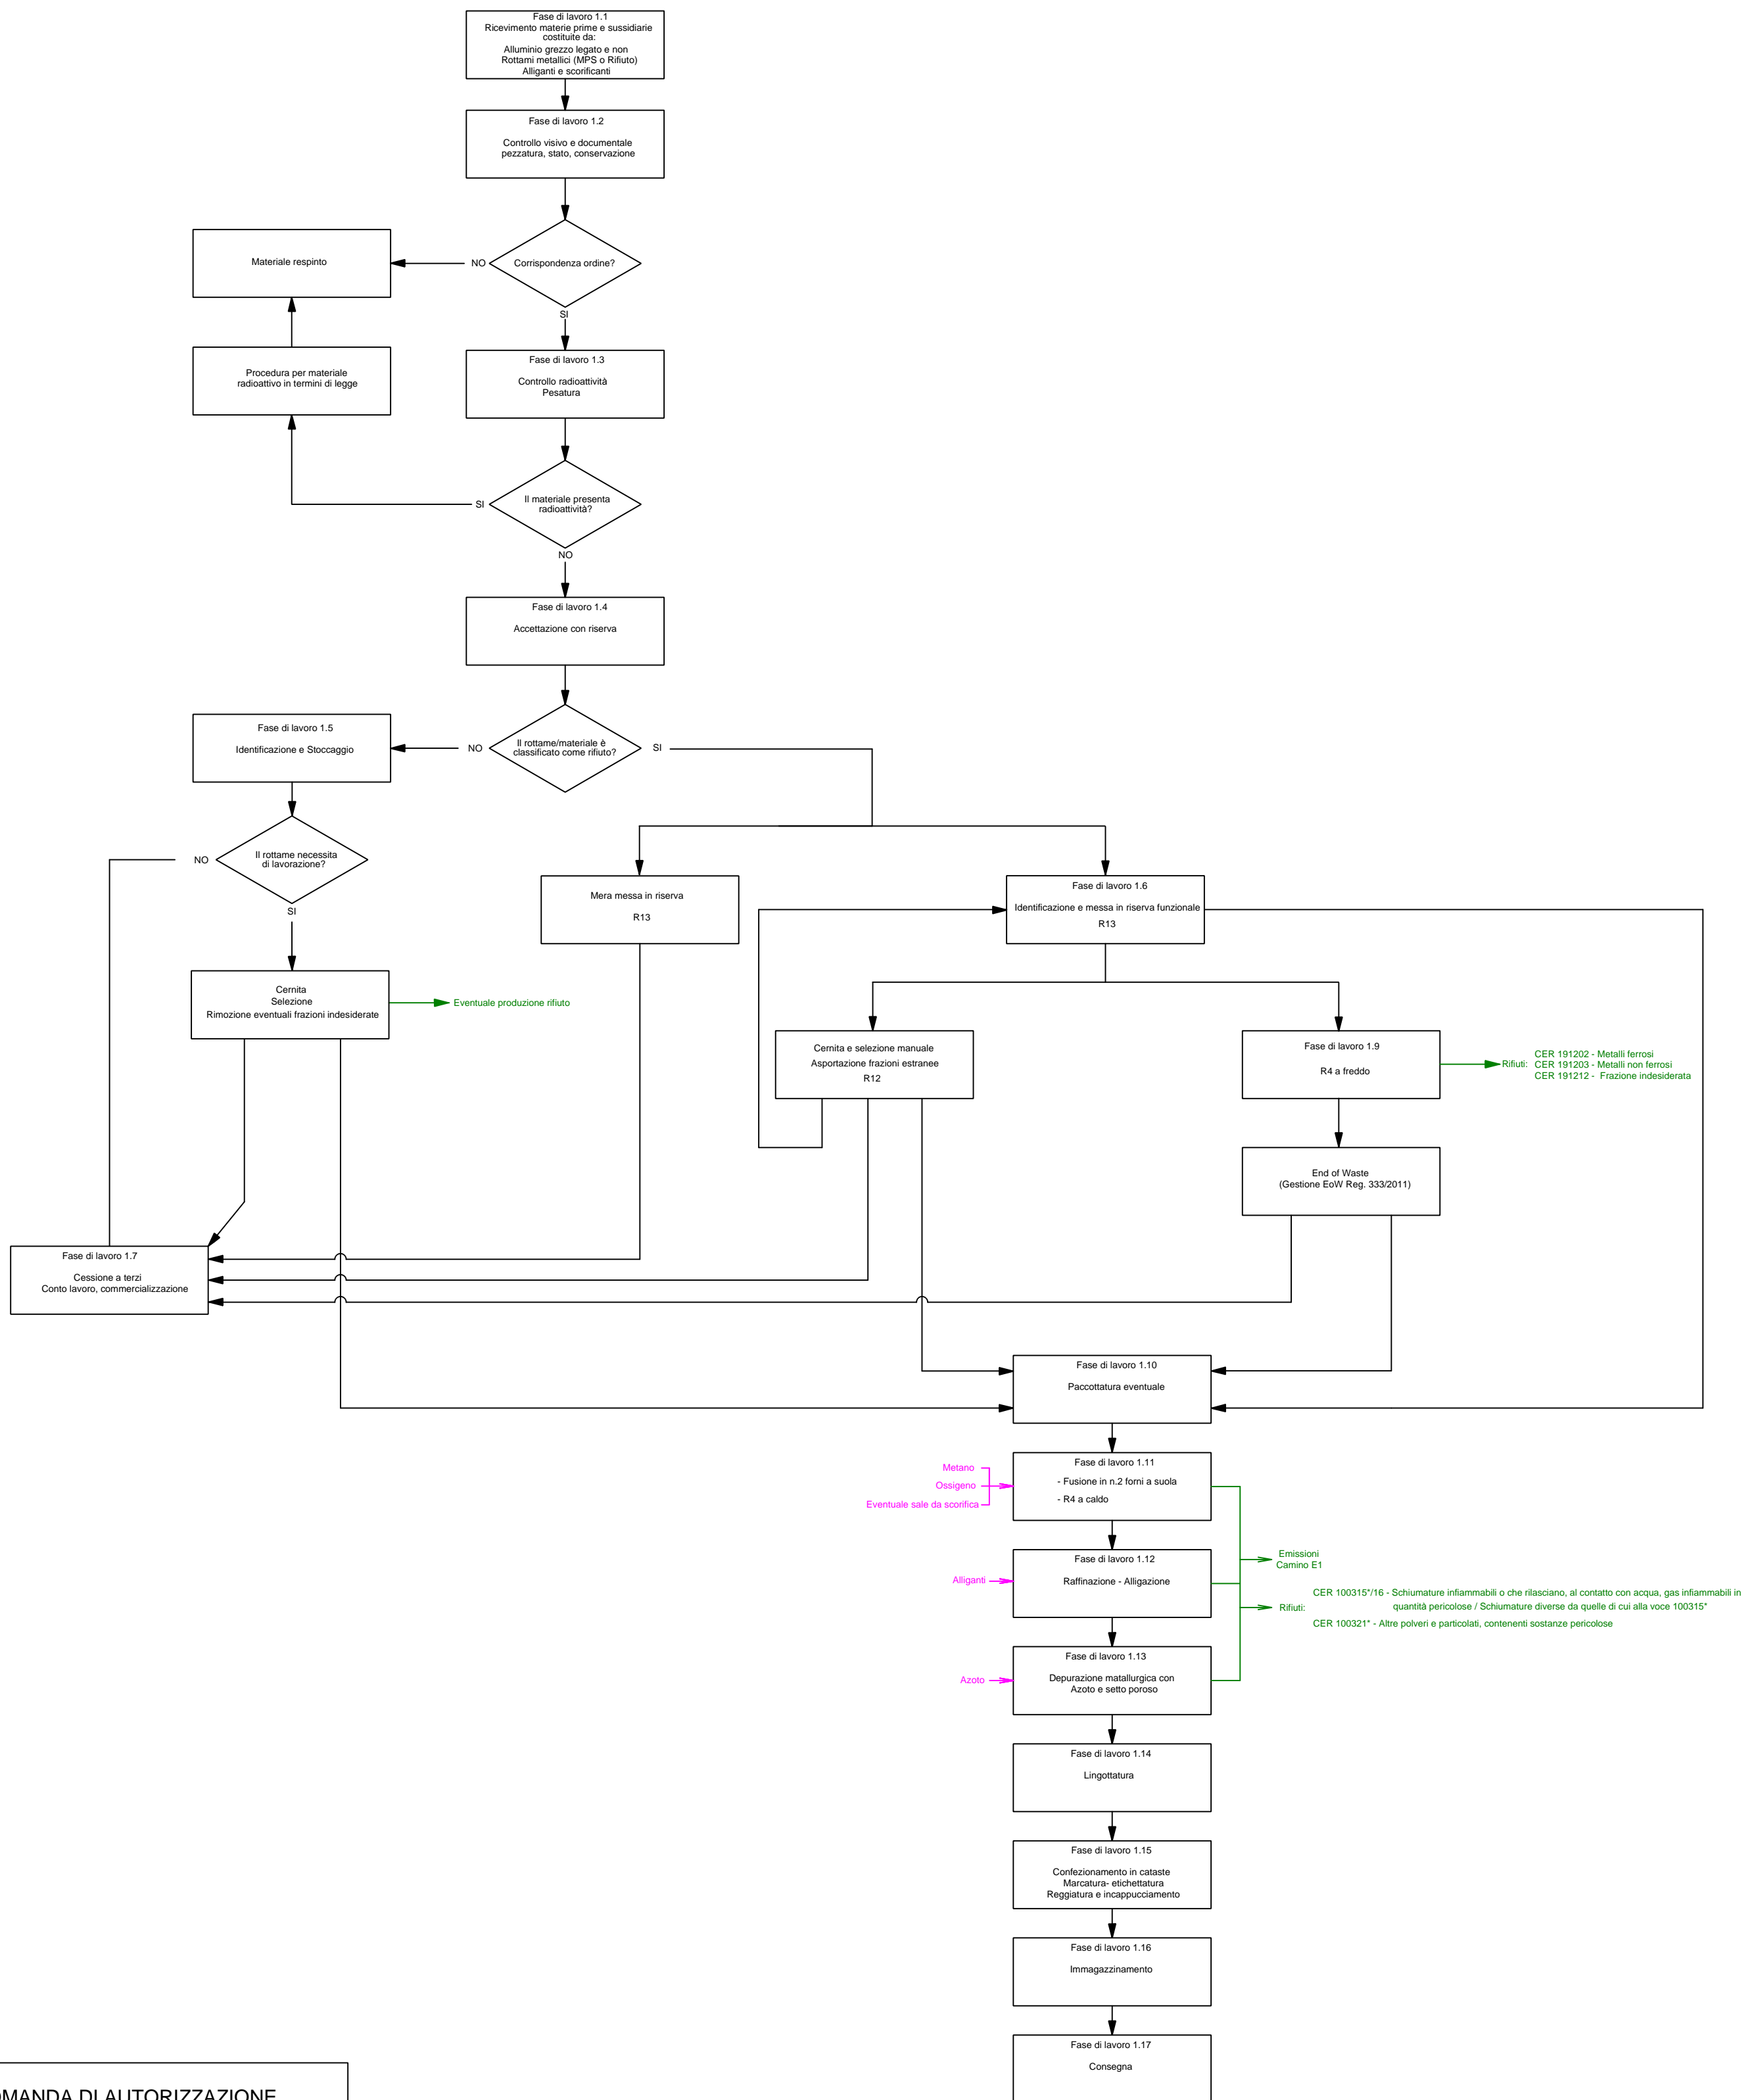 Fase di lavoro 1.1
Ricevimento materie prime e sussidiarie
costituite da:
Alluminio grezzo legato e non
Rottami metallici (MPS o Rifiuto)
Alliganti e scorificanti
Fase di lavoro 1.2
Controllo visivo e documentale
pezzatura, stato, conservazione
Materiale respinto
NO
Corrispondenza ordine?
SI
Procedura per materiale
radioattivo in termini di legge
Fase di lavoro 1.3
Controllo radioattività
Pesatura
SI
Il materiale presenta
radioattività?
NO
Fase di lavoro 1.4
Accettazione con riserva
Fase di lavoro 1.5
Identificazione e Stoccaggio
NO
Il rottame/materiale è
classificato come rifiuto?
SI
NO
Il rottame necessita
di lavorazione?
SI
Mera messa in riserva
R13
Fase di lavoro 1.6
Identificazione e messa in riserva funzionale
R13
Cernita
Selezione
Rimozione eventuali frazioni indesiderate
Eventuale produzione rifiuto
Cernita e selezione manuale
Asportazione frazioni estranee
R12
Fase di lavoro 1.9
R4 a freddo
Rifiuti:
CER 191202 - Metalli ferrosi
CER 191203 - Metalli non ferrosi
CER 191212 - Frazione indesiderata
End of Waste
(Gestione EoW Reg. 333/2011)
Fase di lavoro 1.7
Cessione a terzi
Conto lavoro, commercializzazione
Fase di lavoro 1.10
Paccottatura eventuale
Metano
Ossigeno
Eventuale sale da scorifica
Fase di lavoro 1.11
- Fusione in n.2 forni a suola
- R4 a caldo
Alliganti
Fase di lavoro 1.12
Raffinazione - Alligazione
Emissioni
Camino E1
Rifiuti:
CER 100315*/16 - Schiumature infiammabili o che rilasciano, al contatto con acqua, gas infiammabili in
quantità pericolose / Schiumature diverse da quelle di cui alla voce 100315*
CER 100321* - Altre polveri e particolati, contenenti sostanze pericolose
Azoto
Fase di lavoro 1.13
Depurazione matallurgica con
Azoto e setto poroso
Fase di lavoro 1.14
Lingottatura
Fase di lavoro 1.15
Confezionamento in cataste
Marcatura- etichettatura
Reggiatura e incappucciamento
Fase di lavoro 1.16
Immagazzinamento
Fase di lavoro 1.17
Consegna
OMANDA DI AUTORIZZAZIONE